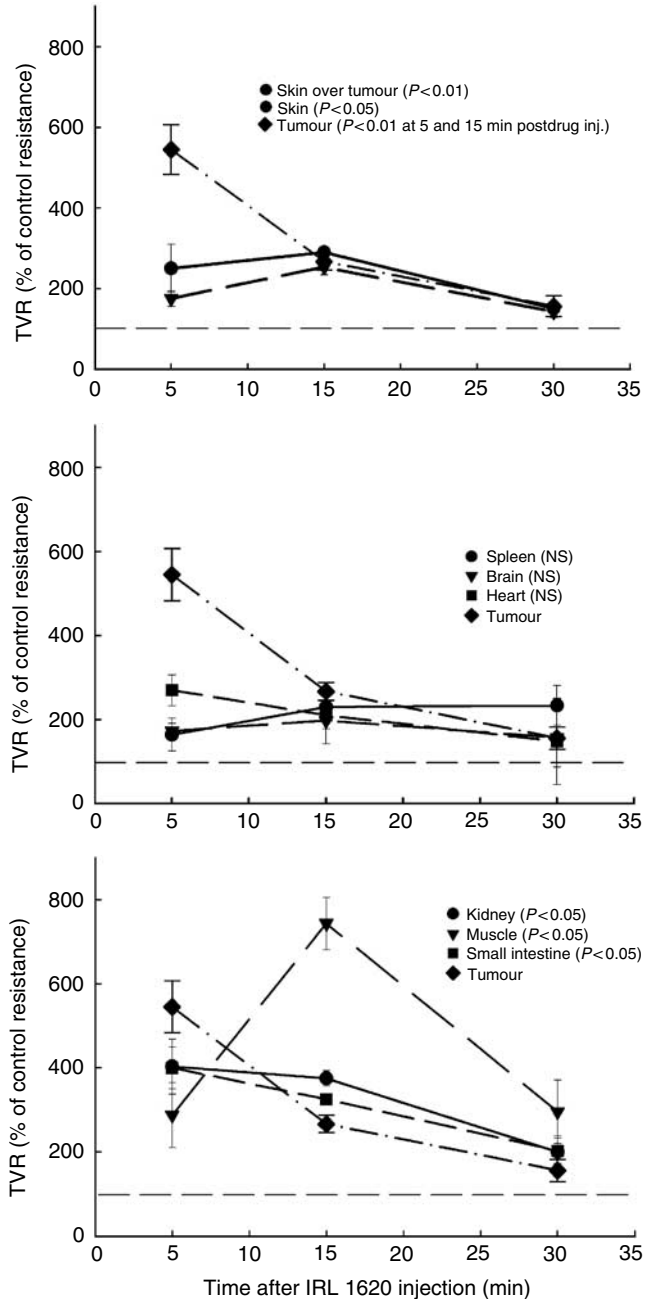 800
600
400
200
0
TVR (% of control resistance)
Skin over tumour (P<0.01)
Skin (P<0.05)
Tumour (P<0.01 at 5 and 15 min postdrug inj.)
0 5 10 15 20 25 30 35
800
600
400
200
0
TVR (% of control resistance)
Spleen (NS)
Brain (NS)
Heart (NS)
Tumour
0 5 10 15 20 25 30 35
800
600
400
200
0
TVR (% of control resistance)
Kidney (P<0.05)
Muscle (P<0.05)
Small intestine (P<0.05)
Tumour
0 5 10 15 20 25 30 35
Time after IRL 1620 injection (min)